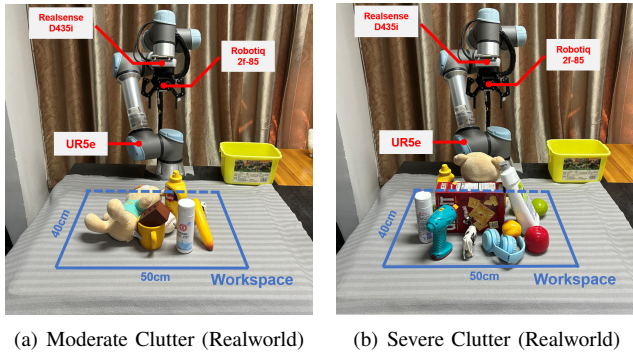 Realsense
D435i
Robotiq
2f-85
UR5e
40cm
50cm
Workspace
(a) Moderate Clutter (Realworld)
Realsense
D435i
Robotiq
2f-85
UR5e
40cm
50cm
Workspace
(b) Severe Clutter (Realworld)